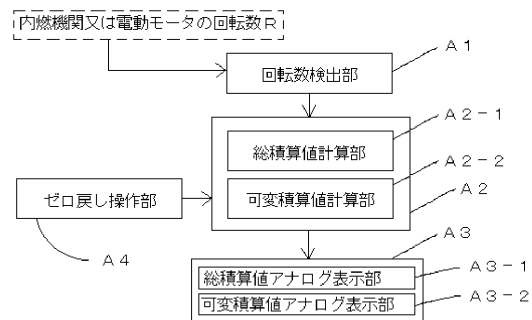 内燃機関又は電動モータの回転数R
A1
回転数検出部
A2-1
総積算値計算部
A2-2
可変積算値計算部
A2
ゼロ戻し操作部
A4
A3
総積算値アナログ表示部
A3-1
可変積算値アナログ表示部
A3-2